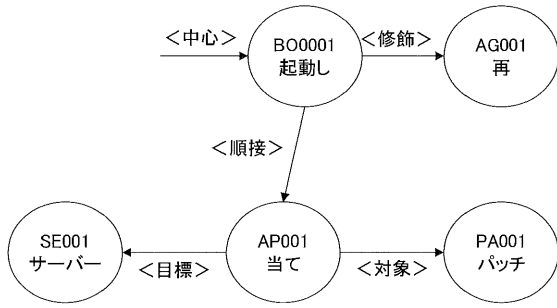 ＜中心＞
BO0001
起動し
＜修飾＞
AG001
再
＜順接＞
SE001
サーバー
＜目標＞
AP001
当て
＜対象＞
PA001
パッチ